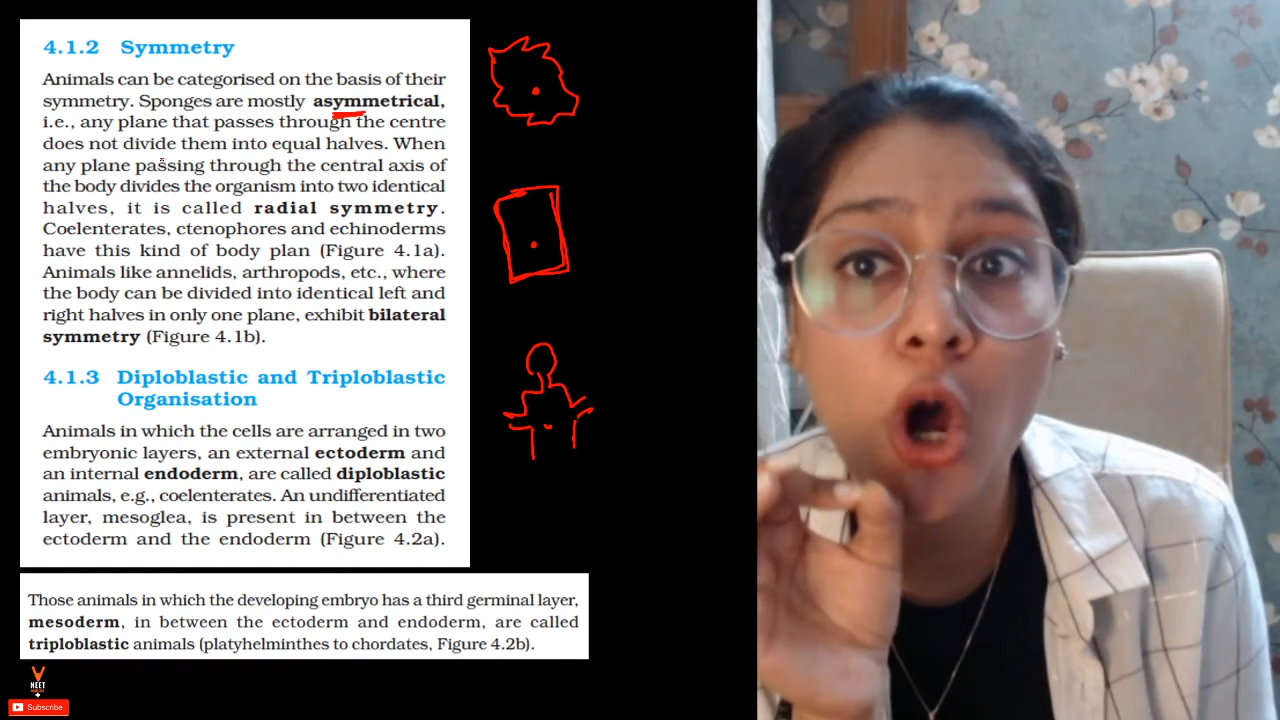 4.1.2 Symmetry
Animals can be categorised on the basis of their
symmetry. Sponges are mostly asymmetrical,
i.e., any plane that passes through the centre
does not divide them into equal halves. When
any plane passing through the central axis of
the body divides the organism into two identical
halves, it is called radial symmetry.
Coelenterates, ctenophores and echinoderms
have this kind of body plan (Figure 4.1a).
Animals like annelids, arthropods, etc., where
the body can be divided into identical left and
right halves in only one plane, exhibit bilateral
symmetry (Figure 4.1b).
4.1.3 Diploblastic and Triploblastic
Organisation
Animals in which the cells are arranged in two
embryonic layers, an external ectoderm and
an internal endoderm, are called diploblastic
animals, e.g., coelenterates. An undifferentiated
layer, mesoglea, is present in between the
ectoderm and the endoderm (Figure 4.2a).
Those animals in which the developing embryo has a third germinal layer,
mesoderm, in between the ectoderm and endoderm, are called
triploblastic animals (platyhelminthes to chordates, Figure 4.2b).
NEET
Subscribe